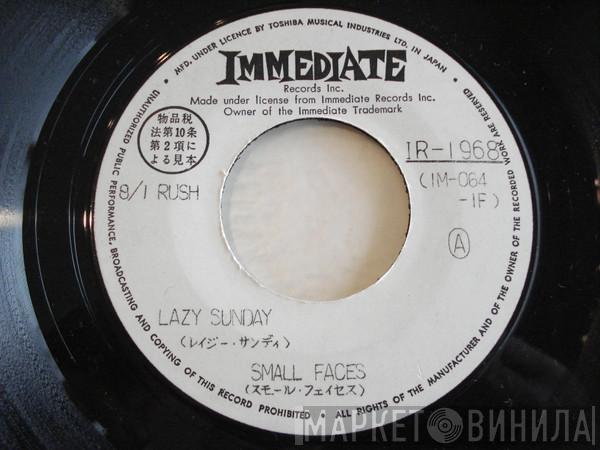 • MFD. UNDER LICENCE BY TOSHIBA MUSICAL INDUSTRIES LTD. IN JAPAN •
IMMEDIATE
Records Inc.
Made under license from Immediate Records Inc.
Owner of the Immediate Trademark
物品税
法第10条
第2項に
よる見本
8/1 RUSH
IR-1968
(IM-064
-1F)
A
LAZY SUNDAY
(レイジー・サンディ)
SMALL FACES
(スモール・フェイセス)
UNAUTHORIZED PUBLIC PERFORMANCE, BROADCASTING AND COPYING OF THIS RECORD PROHIBITED • ALL RIGHTS OF THE MANUFACTURER AND OF THE OWNER OF THE RECORDED WORK ARE RESERVED
МАРКЕТОВИНИЛА